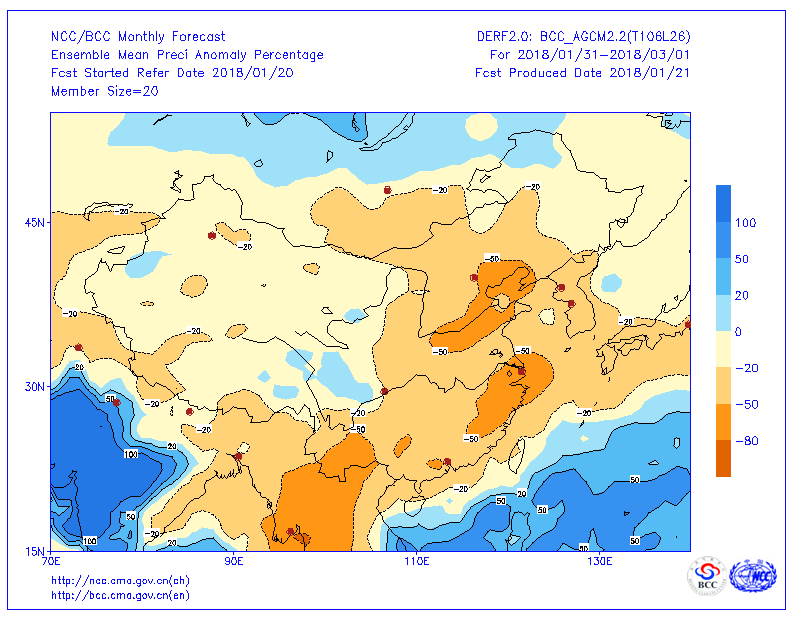 NCC/BCC Monthly Forecast
DERF2.0: BCC_AGCM2.2(T106L26)
Ensemble Mean Preci Anomaly Percentage
For 2018/01/31-2018/03/01
Fcst Started Refer Date 2018/01/20
Fcst Produced Date 2018/01/21
Member Size=20
-20
-20
-20
45N
-20
-50
100
50
20
-20
-20
0
-20
-50
-50
20
-20
30N
50
-20
-20
-20
-50
-20
-50
-80
20
100
50
-20
50
20
50
50
-20
100
20
50
50
15N
70E
90E
110E
130E
http://ncc.cma.gov.cn(ch)
http://bcc.cma.gov.cn(en)
BCC
NCC